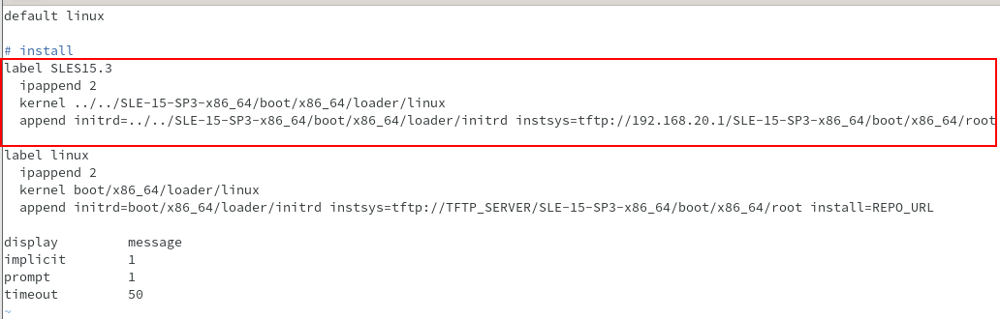 default linux
# install
label SLES15.3
ipappend 2
kernel ../../SLE-15-SP3-x86_64/boot/x86_64/loader/linux
append initrd=../../SLE-15-SP3-x86_64/boot/x86_64/loader/initrd instsys=tftp://192.168.20.1/SLE-15-SP3-x86_64/boot/x86_64/root
label linux
ipappend 2
kernel boot/x86_64/loader/linux
append initrd=boot/x86_64/loader/initrd instsys=tftp://TFTP_SERVER/SLE-15-SP3-x86_64/boot/x86_64/root install=REPO_URL
display message
implicit 1
prompt 1
timeout 50
~